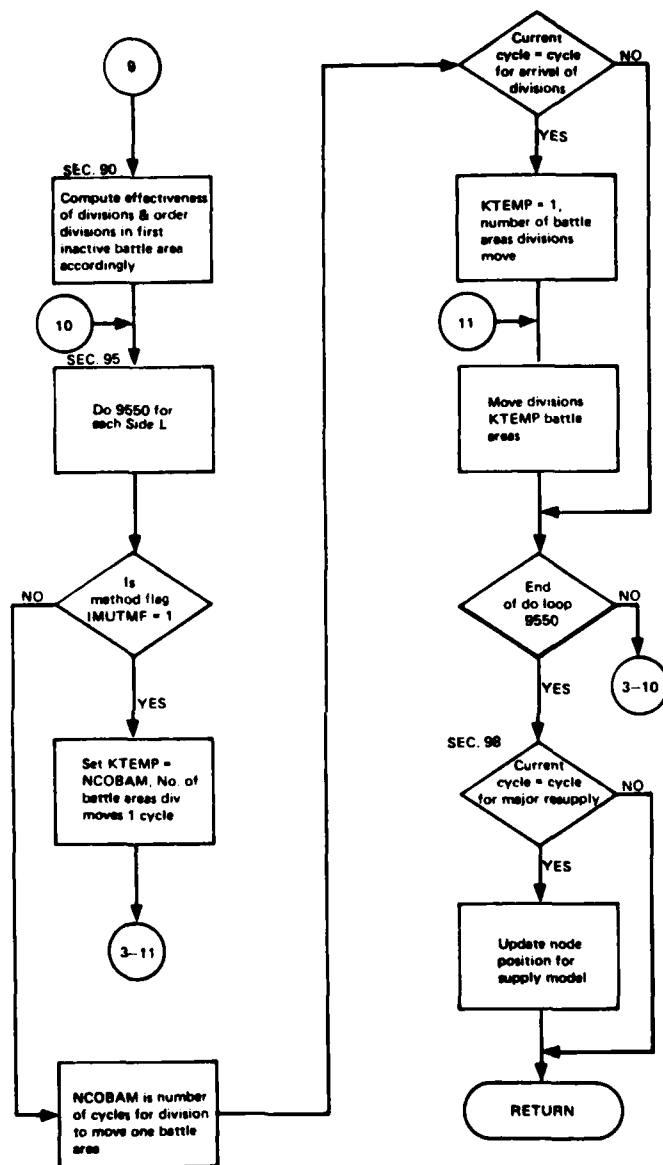 9
SEC. 90
Compute effectiveness
of divisions & order
divisions in first
inactive battle area
accordingly
10
SEC. 95
Do 9550 for
each Side L
Is
method flag
IMUTMF = 1
NO
YES
Set KTEMP =
NCOBAM, No. of
battle areas div
moves 1 cycle
3-11
NCOBAM is number
of cycles for division
to move one battle
area
Current
cycle = cycle
for arrival of
divisions
NO
YES
KTEMP = 1,
number of battle
areas divisions
move
11
Move divisions
KTEMP battle
areas
End
of do loop
9550
NO
3-10
YES
SEC. 98
Current
cycle = cycle
for major resupply
NO
YES
Update node
position for
supply model
RETURN